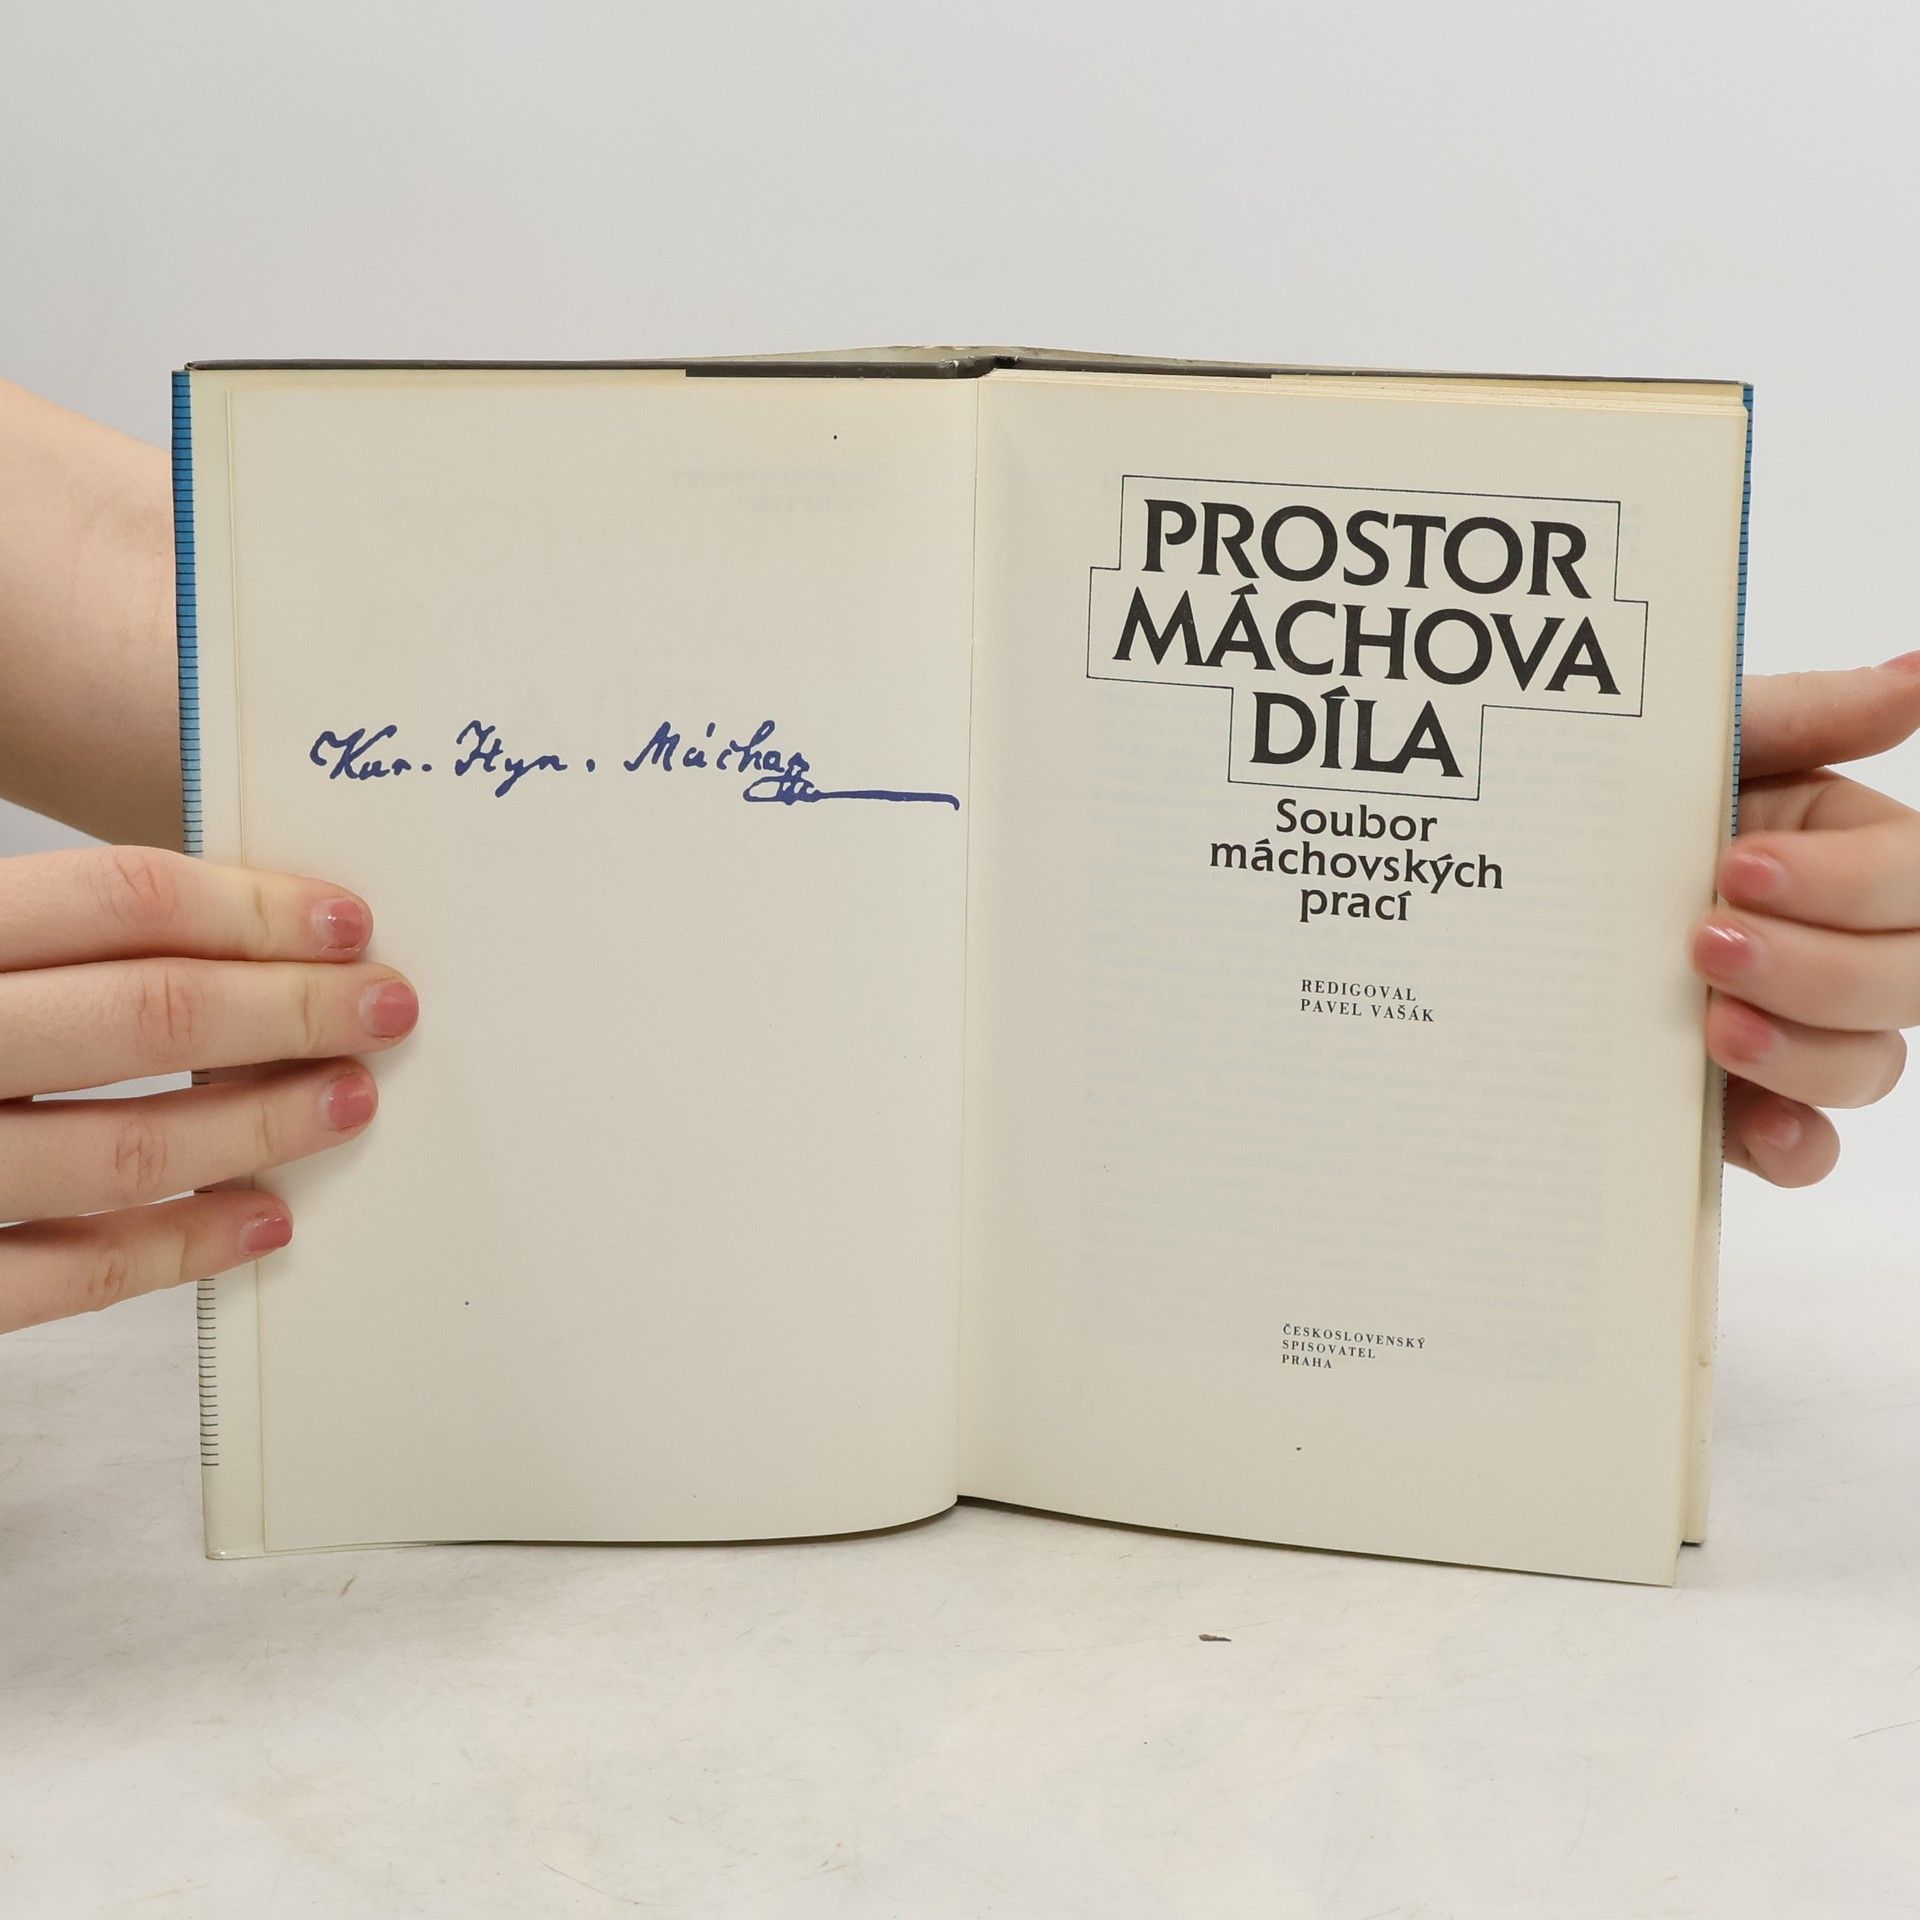 Kar. Hyn. Mácha
PROSTOR
MÁCHOVA
DÍLA
Soubor
máchovských
prací
REDIGOVAL
PAVEL VAŠÁK
ČESKOSLOVENSKÝ
SPISOVATEL
PRAHA